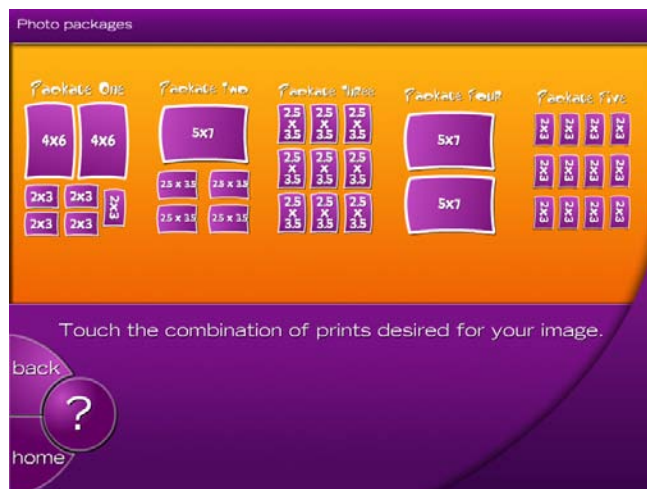 Photo packages
Package One
4x6 4x6
2x3 2x3 2x3
2x3 2x3
Package Two
5x7
2.5 x 3.5 2.5 x 3.5
2.5 x 3.5 2.5 x 3.5
Package Three
2.5 x 3.5 2.5 x 3.5 2.5 x 3.5
2.5 x 3.5 2.5 x 3.5 2.5 x 3.5
2.5 x 3.5 2.5 x 3.5 2.5 x 3.5
Package Four
5x7
5x7
Package Five
2x3 2x3 2x3 2x3
2x3 2x3 2x3 2x3
2x3 2x3 2x3 2x3
Touch the combination of prints desired for your image.
back
?
home